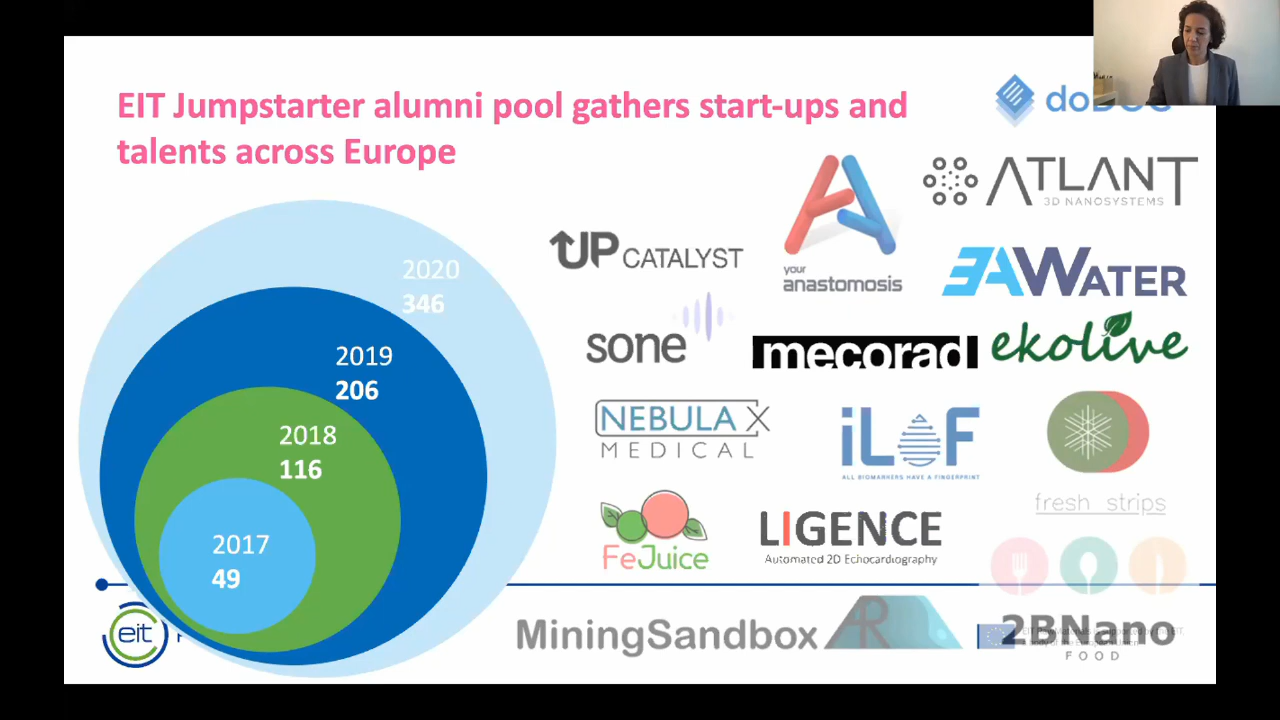 EIT Jumpstarter alumni pool gathers start-ups and
talents across Europe
2020
346
2019
206
2018
116
2017
49
eit
ATLANT
3D NANOSYSTEMS
UP CATALYST
your
anastomosis
EAWATER
sone
mecorad
ekolive
NEBULA X
MEDICAL
iLoF
ALL BIOMARKERS HAVE A FINGERPRINT
fresh strips
FeJuice
LIGENCE
Automated 2D Echocardiography
MiningSandbox
AR
2BNano
FOOD